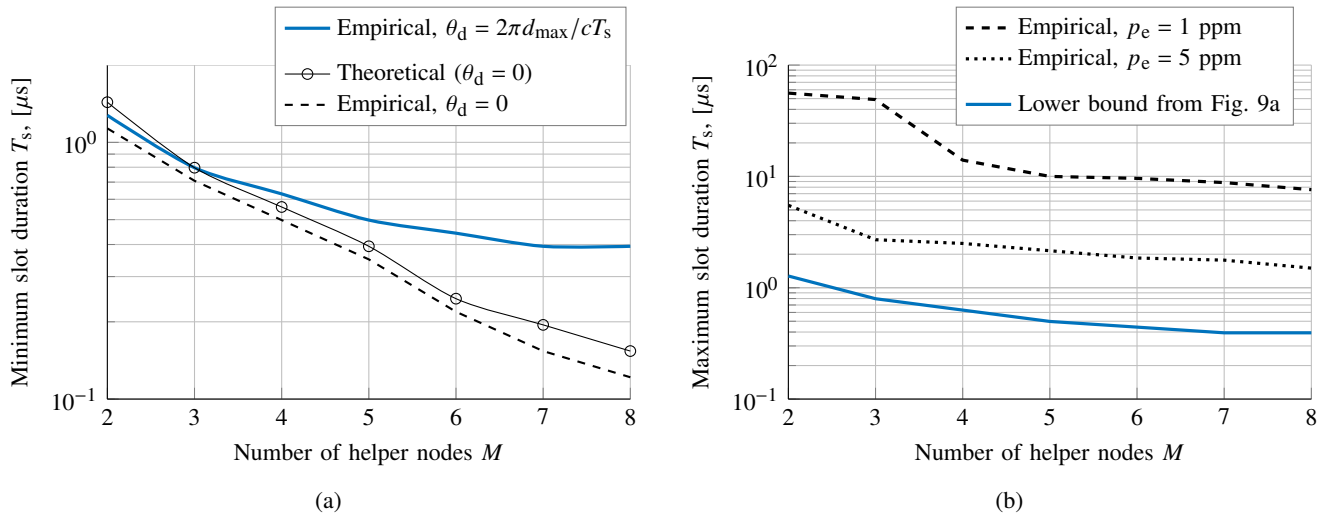 Empirical, θd = 2πdmax/cTs
Theoretical (θd = 0)
Empirical, θd = 0
Minimum slot duration Ts, [μs]
10^0
10^−1
2 3 4 5 6 7 8
Number of helper nodes M
(a)
Empirical, pe = 1 ppm
Empirical, pe = 5 ppm
Lower bound from Fig. 9a
Maximum slot duration Ts, [μs]
10^2
10^1
10^0
10^−1
2 3 4 5 6 7 8
Number of helper nodes M
(b)